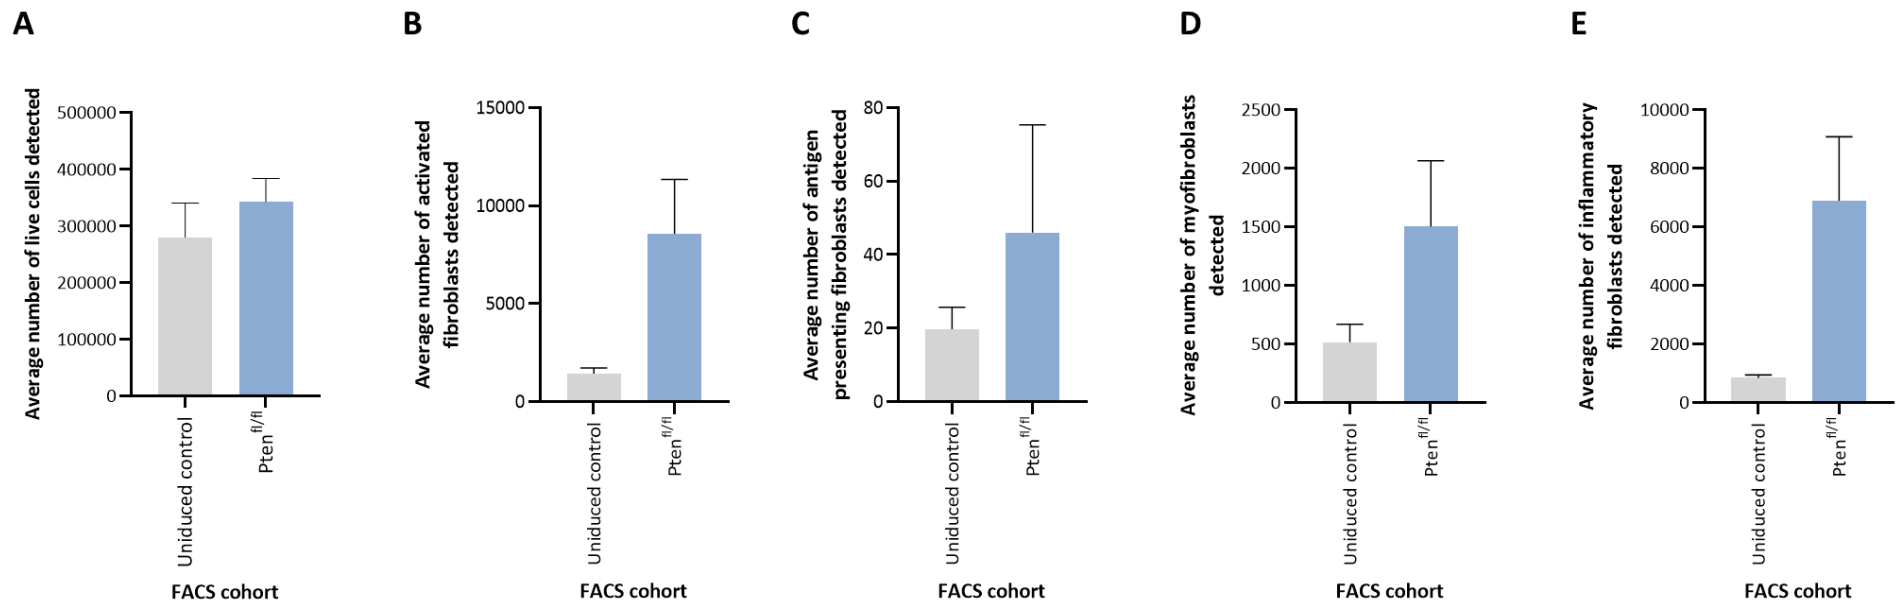 A
Average number of live cells detected
500000
400000
300000
200000
100000
0
Uniduced control
Pten^fl/fl
FACS cohort
B
Average number of activated
fibroblasts detected
15000
10000
5000
0
Uniduced control
Pten^fl/fl
FACS cohort
C
Average number of antigen
presenting fibroblasts detected
80
60
40
20
0
Uniduced control
Pten^fl/fl
FACS cohort
D
Average number of myofibroblasts
detected
2500
2000
1500
1000
500
0
Uniduced control
Pten^fl/fl
FACS cohort
E
Average number of inflammatory
fibroblasts detected
10000
8000
6000
4000
2000
0
Uniduced control
Pten^fl/fl
FACS cohort